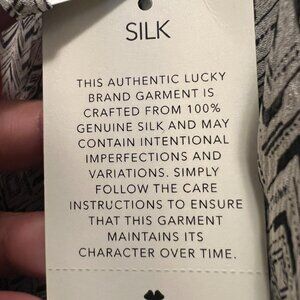 SILK
THIS AUTHENTIC LUCKY
BRAND GARMENT IS
CRAFTED FROM 100%
GENUINE SILK AND MAY
CONTAIN INTENTIONAL
IMPERFECTIONS AND
VARIATIONS. SIMPLY
FOLLOW THE CARE
INSTRUCTIONS TO ENSURE
THAT THIS GARMENT
MAINTAINS ITS
CHARACTER OVER TIME.